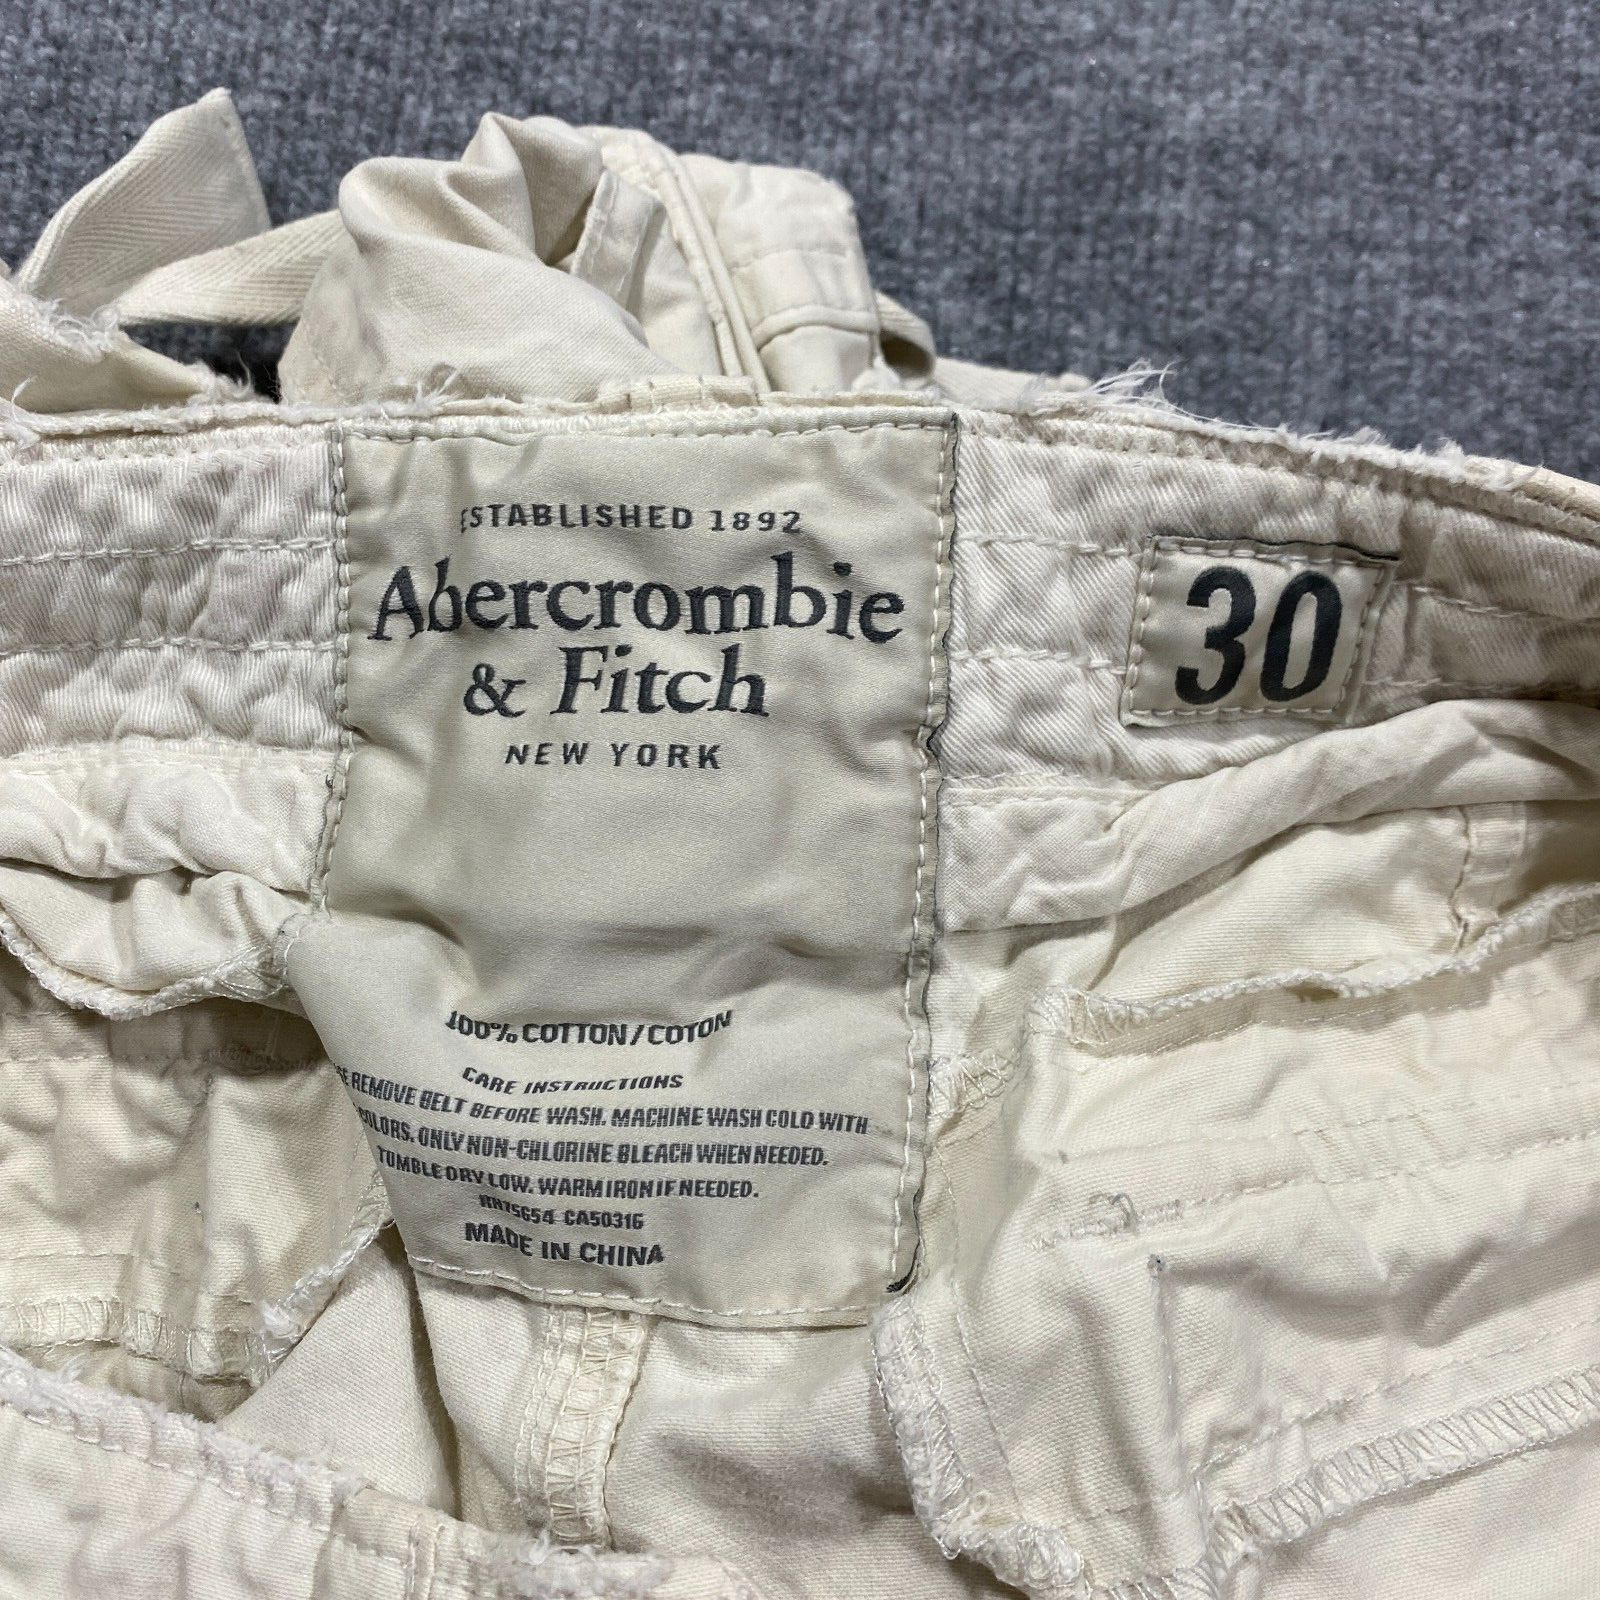 ESTABLISHED 1892
Abercrombie
& Fitch
NEW YORK
30
100% COTTON / COTON
CARE INSTRUCTIONS
REMOVE BELT BEFORE WASH. MACHINE WASH COLD WITH
COLORS. ONLY NON-CHLORINE BLEACH WHEN NEEDED.
TUMBLE DRY LOW. WARM IRON IF NEEDED.
RN75654 CA50316
MADE IN CHINA